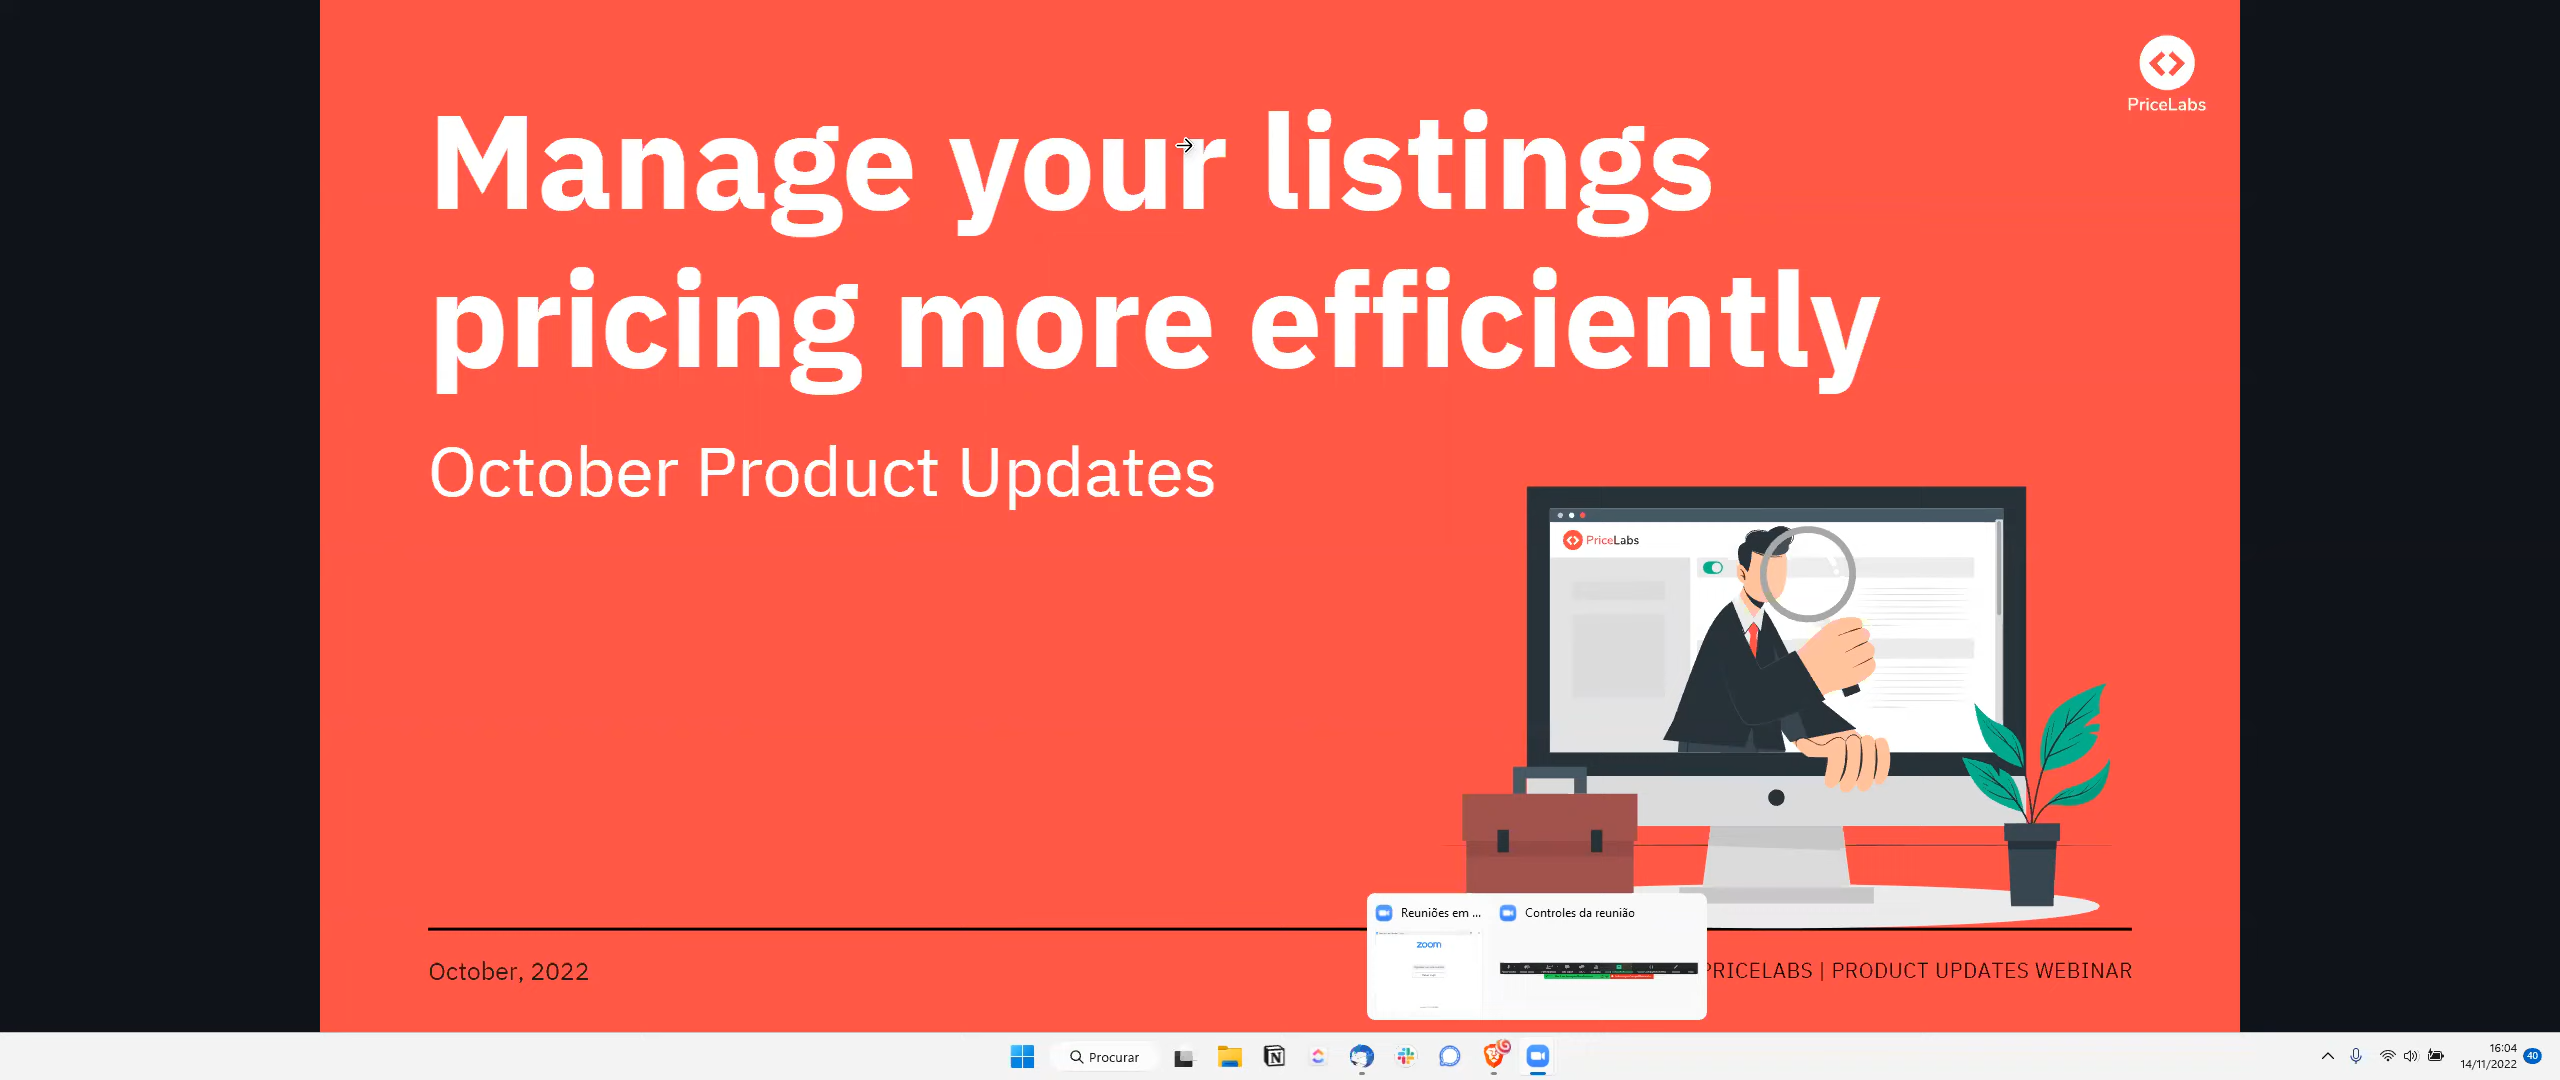 PriceLabs
Manage your listings
pricing more efficiently
October Product Updates
PriceLabs
Reuniões em ...
Controles da reunião
zoom
October, 2022
PRICELABS | PRODUCT UPDATES WEBINAR
Procurar
16:04
14/11/2022
40